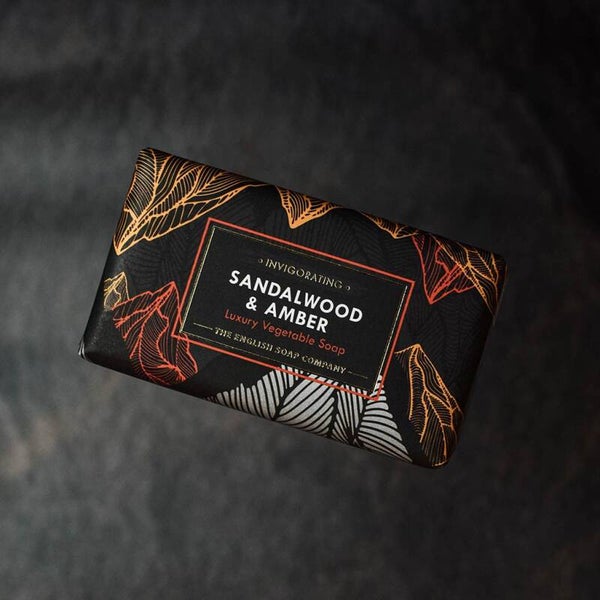 INVIGORATING
SANDALWOOD
& AMBER
Luxury Vegetable Soap
THE ENGLISH SOAP COMPANY